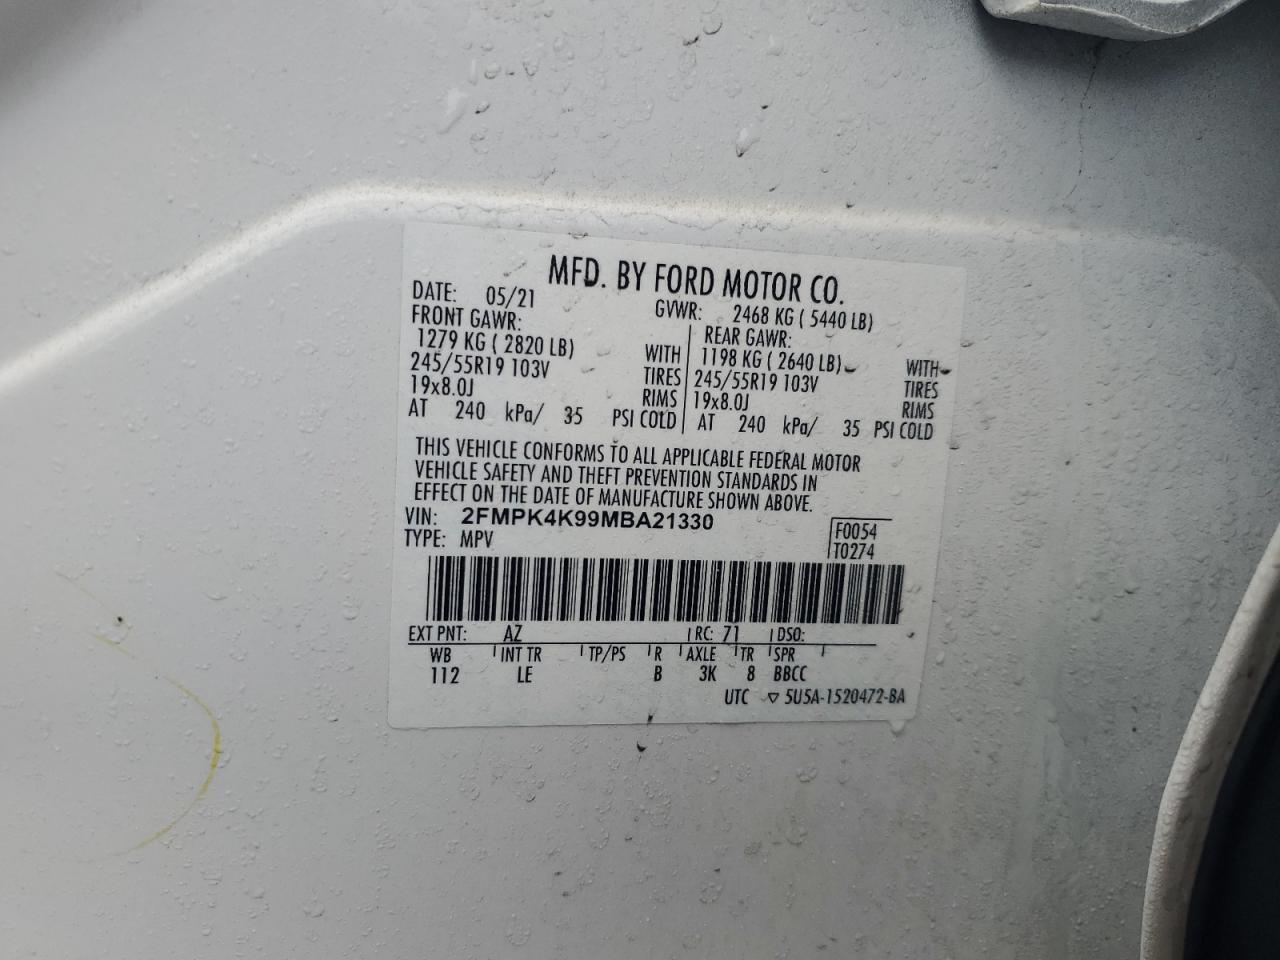 MFD. BY FORD MOTOR CO.
DATE: 05/21 GVWR: 2468 KG ( 5440 LB)
FRONT GAWR: REAR GAWR:
1279 KG ( 2820 LB) WITH 1198 KG ( 2640 LB) WITH
245/55R19 103V TIRES 245/55R19 103V TIRES
19x8.0J RIMS 19x8.0J RIMS
AT 240 kPa/ 35 PSI COLD AT 240 kPa/ 35 PSI COLD
THIS VEHICLE CONFORMS TO ALL APPLICABLE FEDERAL MOTOR
VEHICLE SAFETY AND THEFT PREVENTION STANDARDS IN
EFFECT ON THE DATE OF MANUFACTURE SHOWN ABOVE.
VIN: 2FMPK4K99MBA21330 F0054
TYPE: MPV T0274
EXT PNT: AZ RC: 71 DSO:
WB INT TR TP/PS R AXLE TR SPR
112 LE B 3K 8 BBCC
UTC ▽ 5U5A-1520472-BA